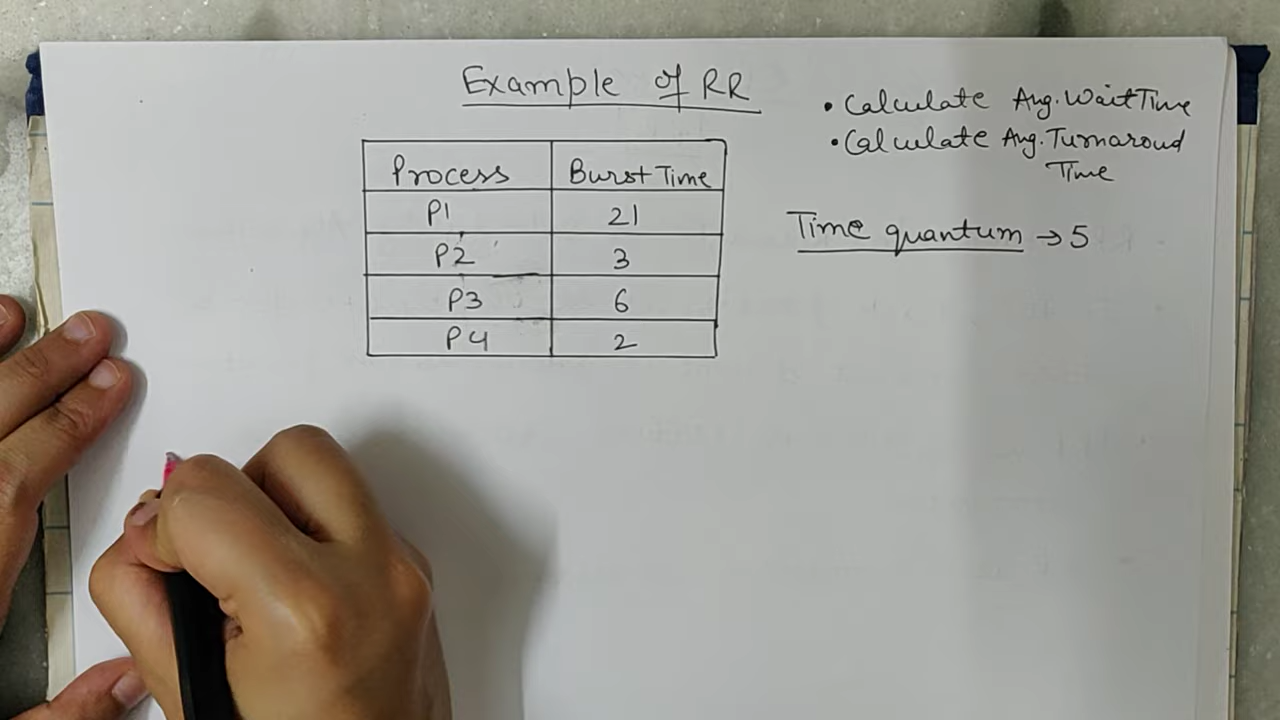 Example of RR
• Calculate Avg. Wait Time
• Calculate Avg. Turnaroud
Time
Process Burst Time
P1 21
P2 3
P3 6
P4 2
Time quantum → 5